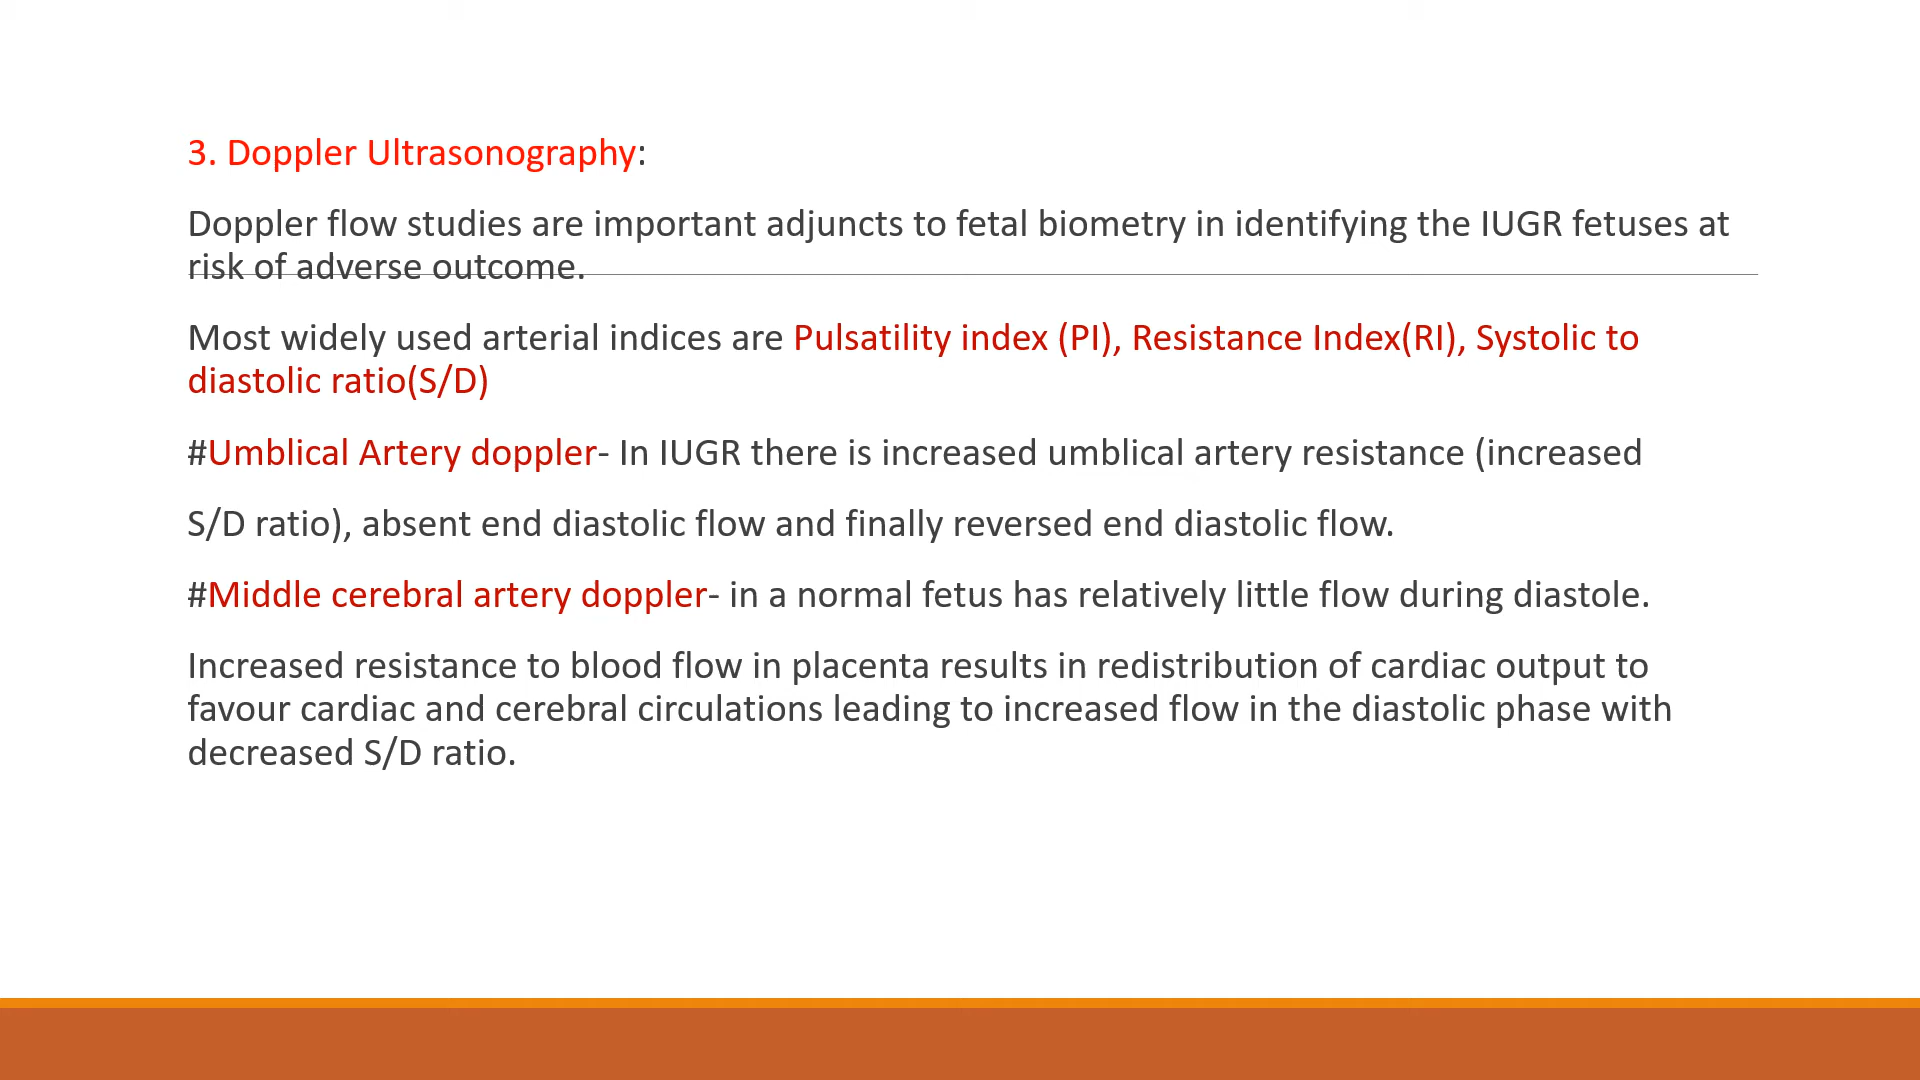 3. Doppler Ultrasonography:
Doppler flow studies are important adjuncts to fetal biometry in identifying the IUGR fetuses at
risk of adverse outcome.
Most widely used arterial indices are Pulsatility index (PI), Resistance Index(RI), Systolic to
diastolic ratio(S/D)
#Umblical Artery doppler- In IUGR there is increased umblical artery resistance (increased
S/D ratio), absent end diastolic flow and finally reversed end diastolic flow.
#Middle cerebral artery doppler- in a normal fetus has relatively little flow during diastole.
Increased resistance to blood flow in placenta results in redistribution of cardiac output to
favour cardiac and cerebral circulations leading to increased flow in the diastolic phase with
decreased S/D ratio.